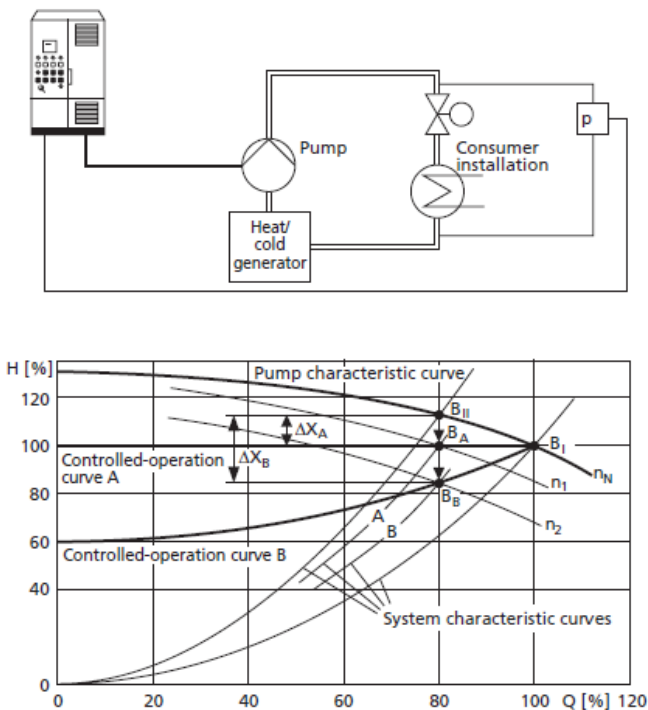 Pump
Consumer
installation
p
Heat/
cold
generator
H [%]
120
100
80
60
40
0
Pump characteristic curve
B_II
B_A
B_I
B_B
ΔX_A
ΔX_B
Controlled-operation
curve A
Controlled-operation curve B
A
B
n_N
n_1
n_2
System characteristic curves
0
20
40
60
80
100
Q [%]
120